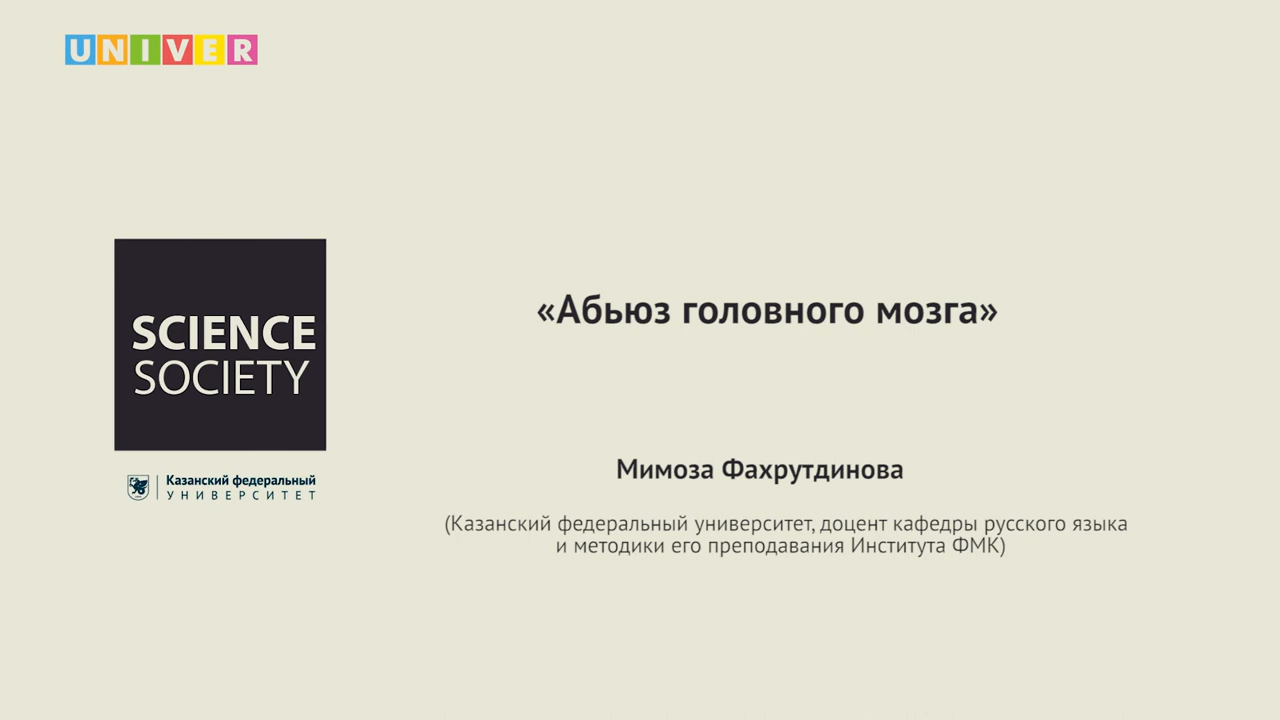 UNIVER
SCIENCE
SOCIETY
Казанский федеральный
УНИВЕРСИТЕТ
«Абьюз головного мозга»
Мимоза Фахрутдинова
(Казанский федеральный университет, доцент кафедры русского языка
и методики его преподавания Института ФМК)